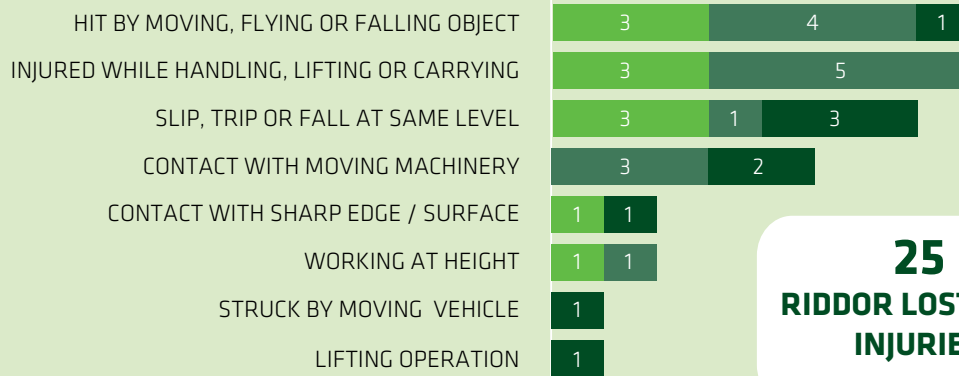 HIT BY MOVING, FLYING OR FALLING OBJECT 3 4 1
INJURED WHILE HANDLING, LIFTING OR CARRYING 3 5
SLIP, TRIP OR FALL AT SAME LEVEL 3 1 3
CONTACT WITH MOVING MACHINERY 3 2
CONTACT WITH SHARP EDGE / SURFACE 1 1
WORKING AT HEIGHT 1 1
STRUCK BY MOVING VEHICLE 1
LIFTING OPERATION 1
25
RIDDOR LOST
INJURIE